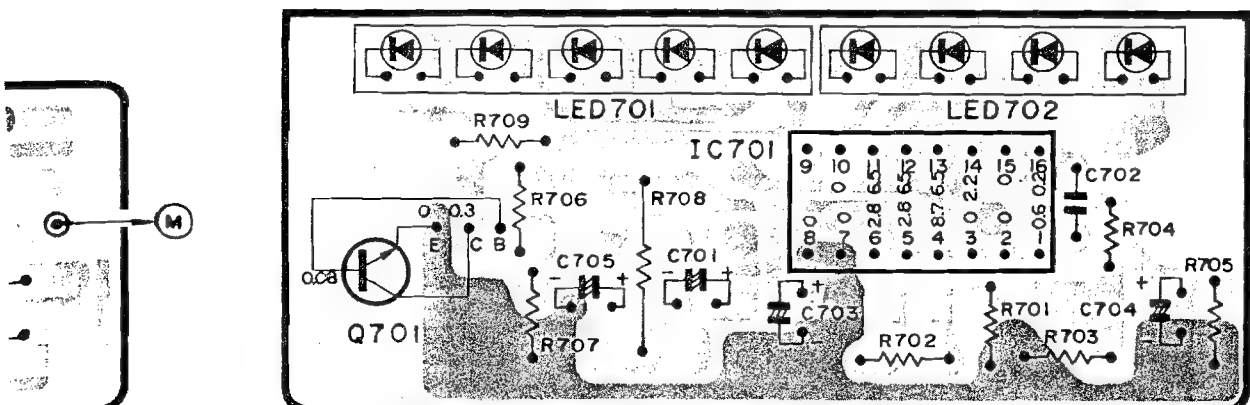 LED701
LED702
R709
IC701
9 10 11 12 13 14 15 16
0 6.5 6.5 6.5 2.2 0 0.2
0 0 2.8 2.8 8.7 0 0 0.6
8 7 6 5 4 3 2 1
C702
R706
R708
R704
M
0 0.3
E C B
0.08
Q701
C705
- +
C701
- +
+
C703
-
R701
C704
+
-
R705
R707
R702
R703